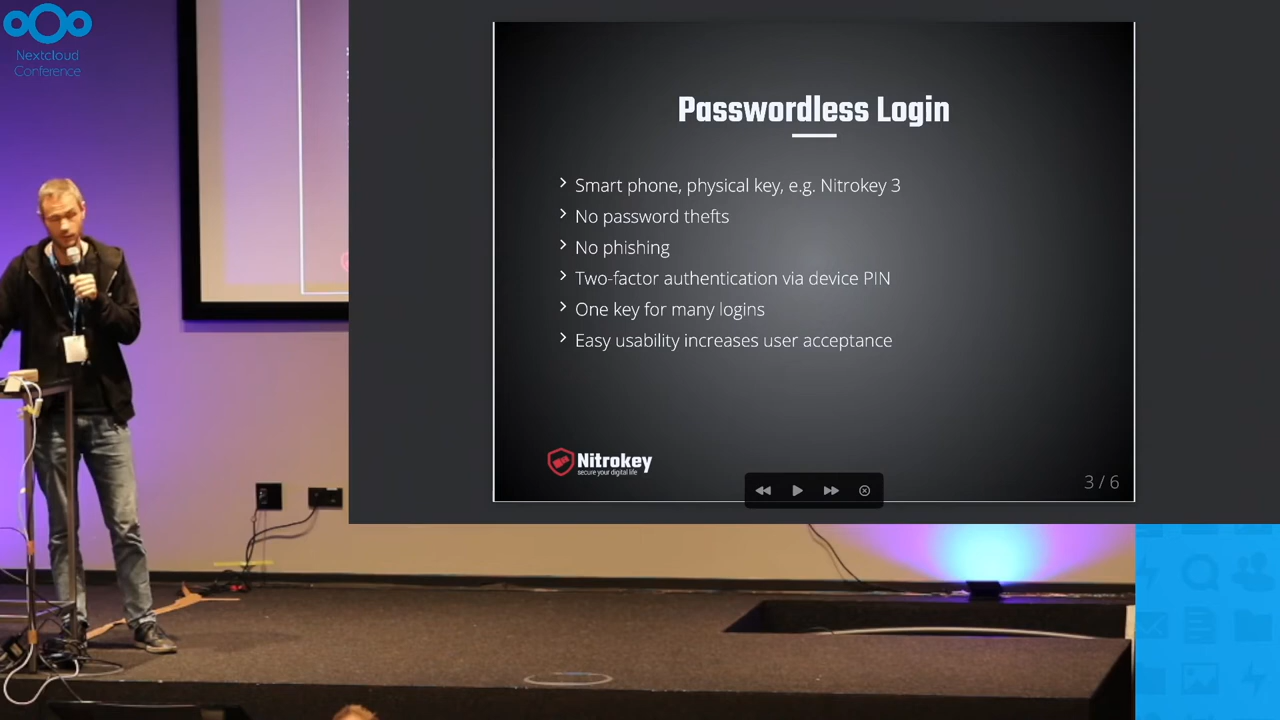 Nextcloud
Conference
Passwordless Login
Smart phone, physical key, e.g. Nitrokey 3
No password thefts
No phishing
Two-factor authentication via device PIN
One key for many logins
Easy usability increases user acceptance
Nitrokey
secure your digital life
3 / 6